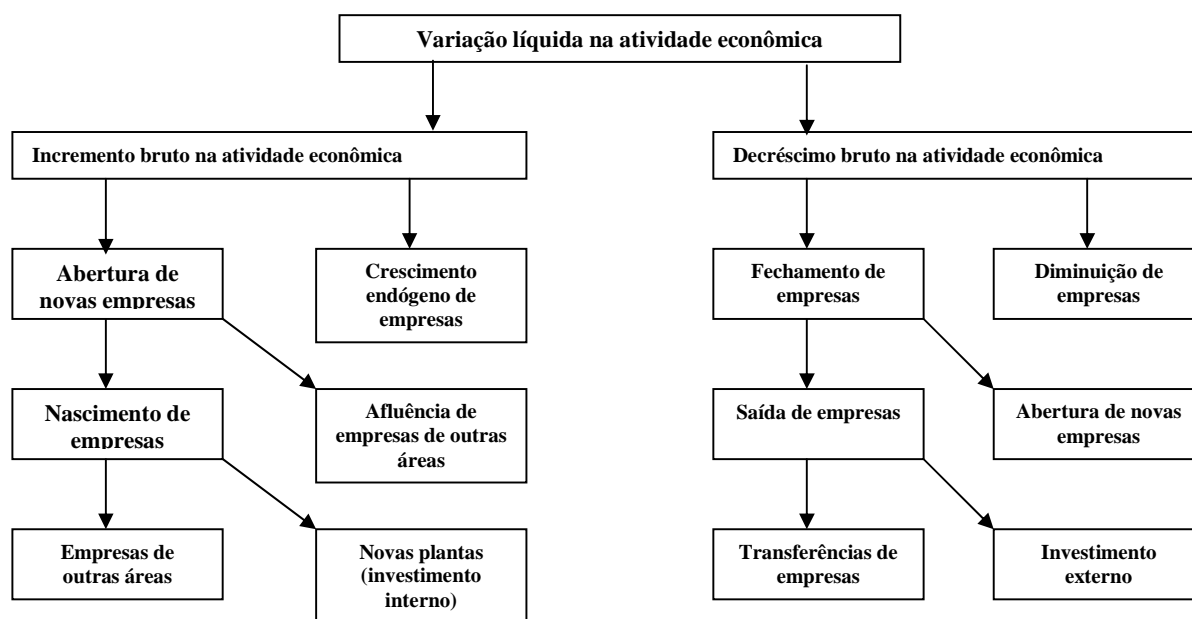 Variação líquida na atividade econômica
Incremento bruto na atividade econômica
Decréscimo bruto na atividade econômica
Abertura de
novas empresas
Crescimento
endógeno de
empresas
Fechamento de
empresas
Diminuição de
empresas
Nascimento de
empresas
Afluência de
empresas de outras
áreas
Saída de empresas
Abertura de novas
empresas
Empresas de
outras áreas
Novas plantas
(investimento
interno)
Transferências de
empresas
Investimento
externo